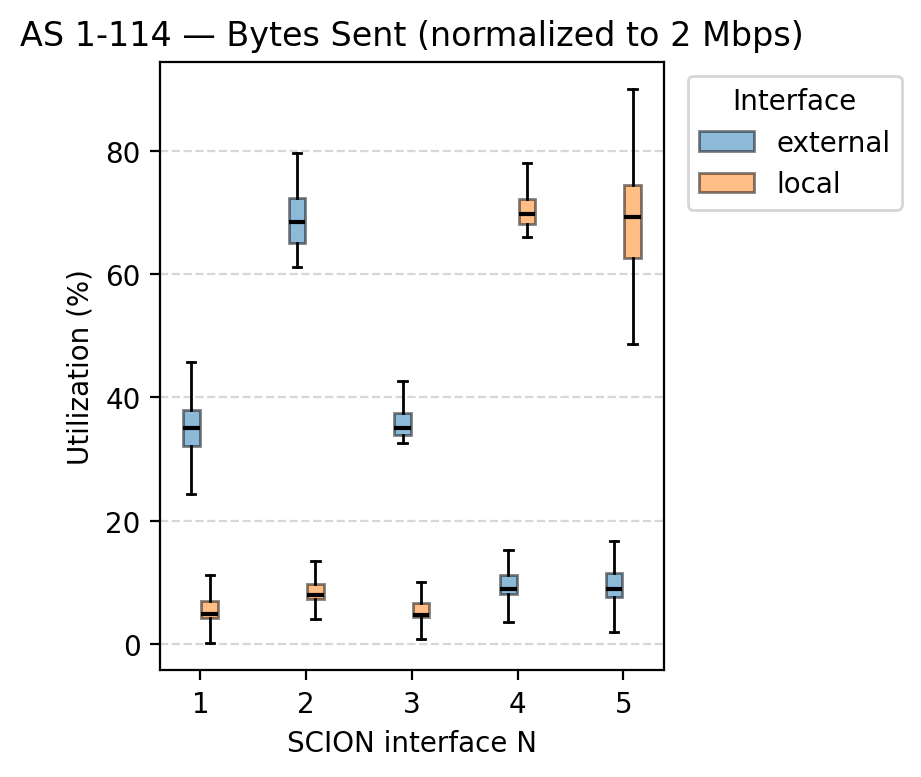 AS 1-114 — Bytes Sent (normalized to 2 Mbps)
Interface
external
local
Utilization (%)
80
60
40
20
0
1 2 3 4 5
SCION interface N